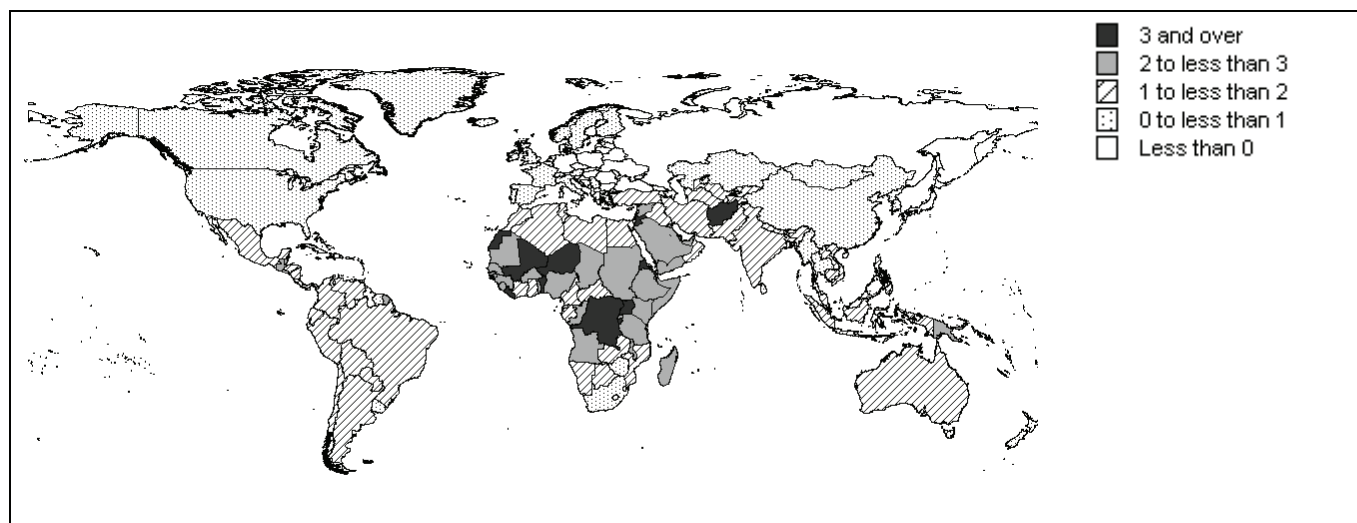 3 and over
2 to less than 3
1 to less than 2
0 to less than 1
Less than 0